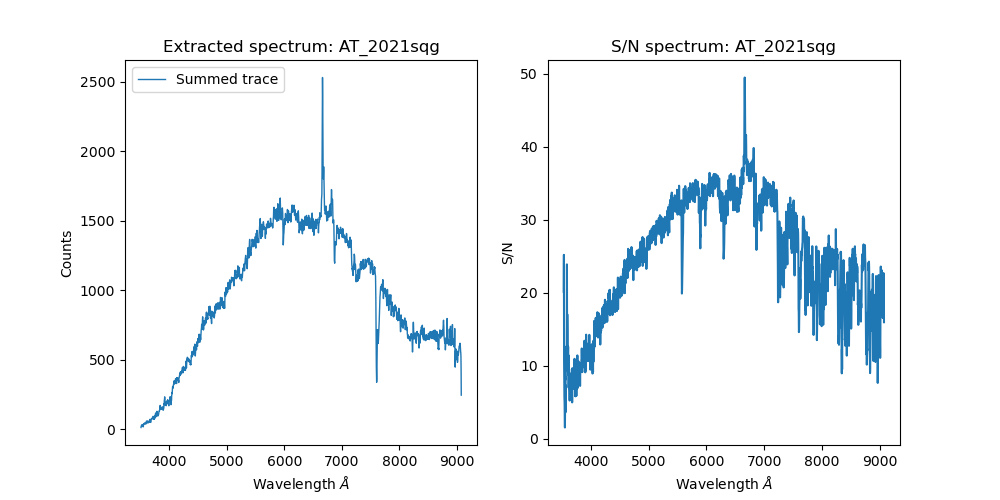 Extracted spectrum: AT_2021sqg
Summed trace
2500
2000
1500
1000
500
0
Counts
4000 5000 6000 7000 8000 9000
Wavelength Å
S/N spectrum: AT_2021sqg
50
40
30
20
10
0
S/N
4000 5000 6000 7000 8000 9000
Wavelength Å